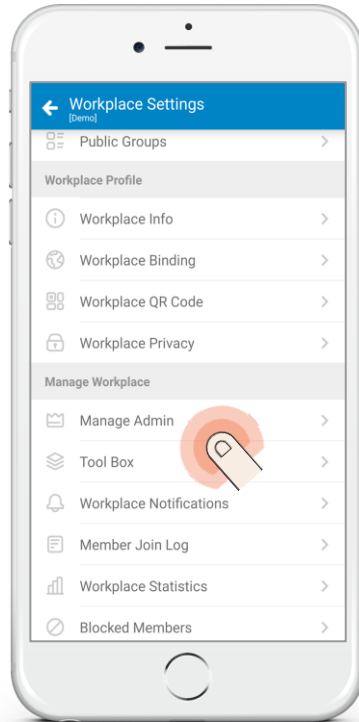 Workplace Settings
[Demo]
Public Groups
Workplace Profile
Workplace Info
Workplace Binding
Workplace QR Code
Workplace Privacy
Manage Workplace
Manage Admin
Tool Box
Workplace Notifications
Member Join Log
Workplace Statistics
Blocked Members